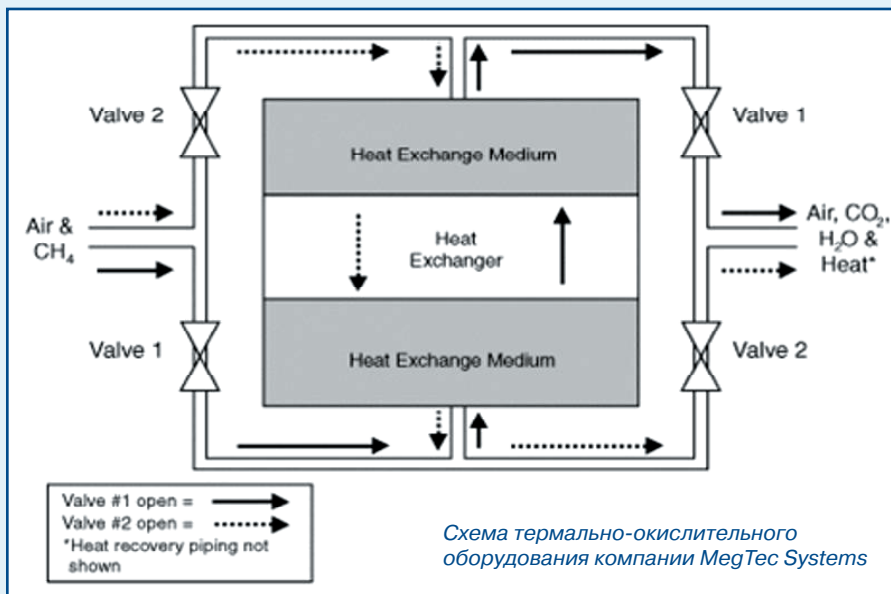 Valve 2
Valve 1
Heat Exchange Medium
Air &
CH₄
Heat
Exchanger
Air, CO₂,
H₂O &
Heat*
Valve 1
Valve 2
Heat Exchange Medium
Valve #1 open =
Valve #2 open =
*Heat recovery piping not
shown
Схема термально-окислительного
оборудования компании MegTec Systems